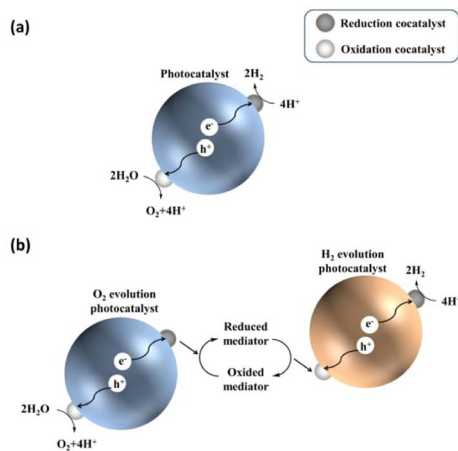 (a)
Reduction cocatalyst
Oxidation cocatalyst
Photocatalyst
2H₂
4H⁺
e⁻
h⁺
2H₂O
O₂+4H⁺
(b)
H₂ evolution
photocatalyst
2H₂
4H⁺
O₂ evolution
photocatalyst
Reduced
mediator
Oxided
mediator
e⁻
h⁺
e⁻
h⁺
2H₂O
O₂+4H⁺